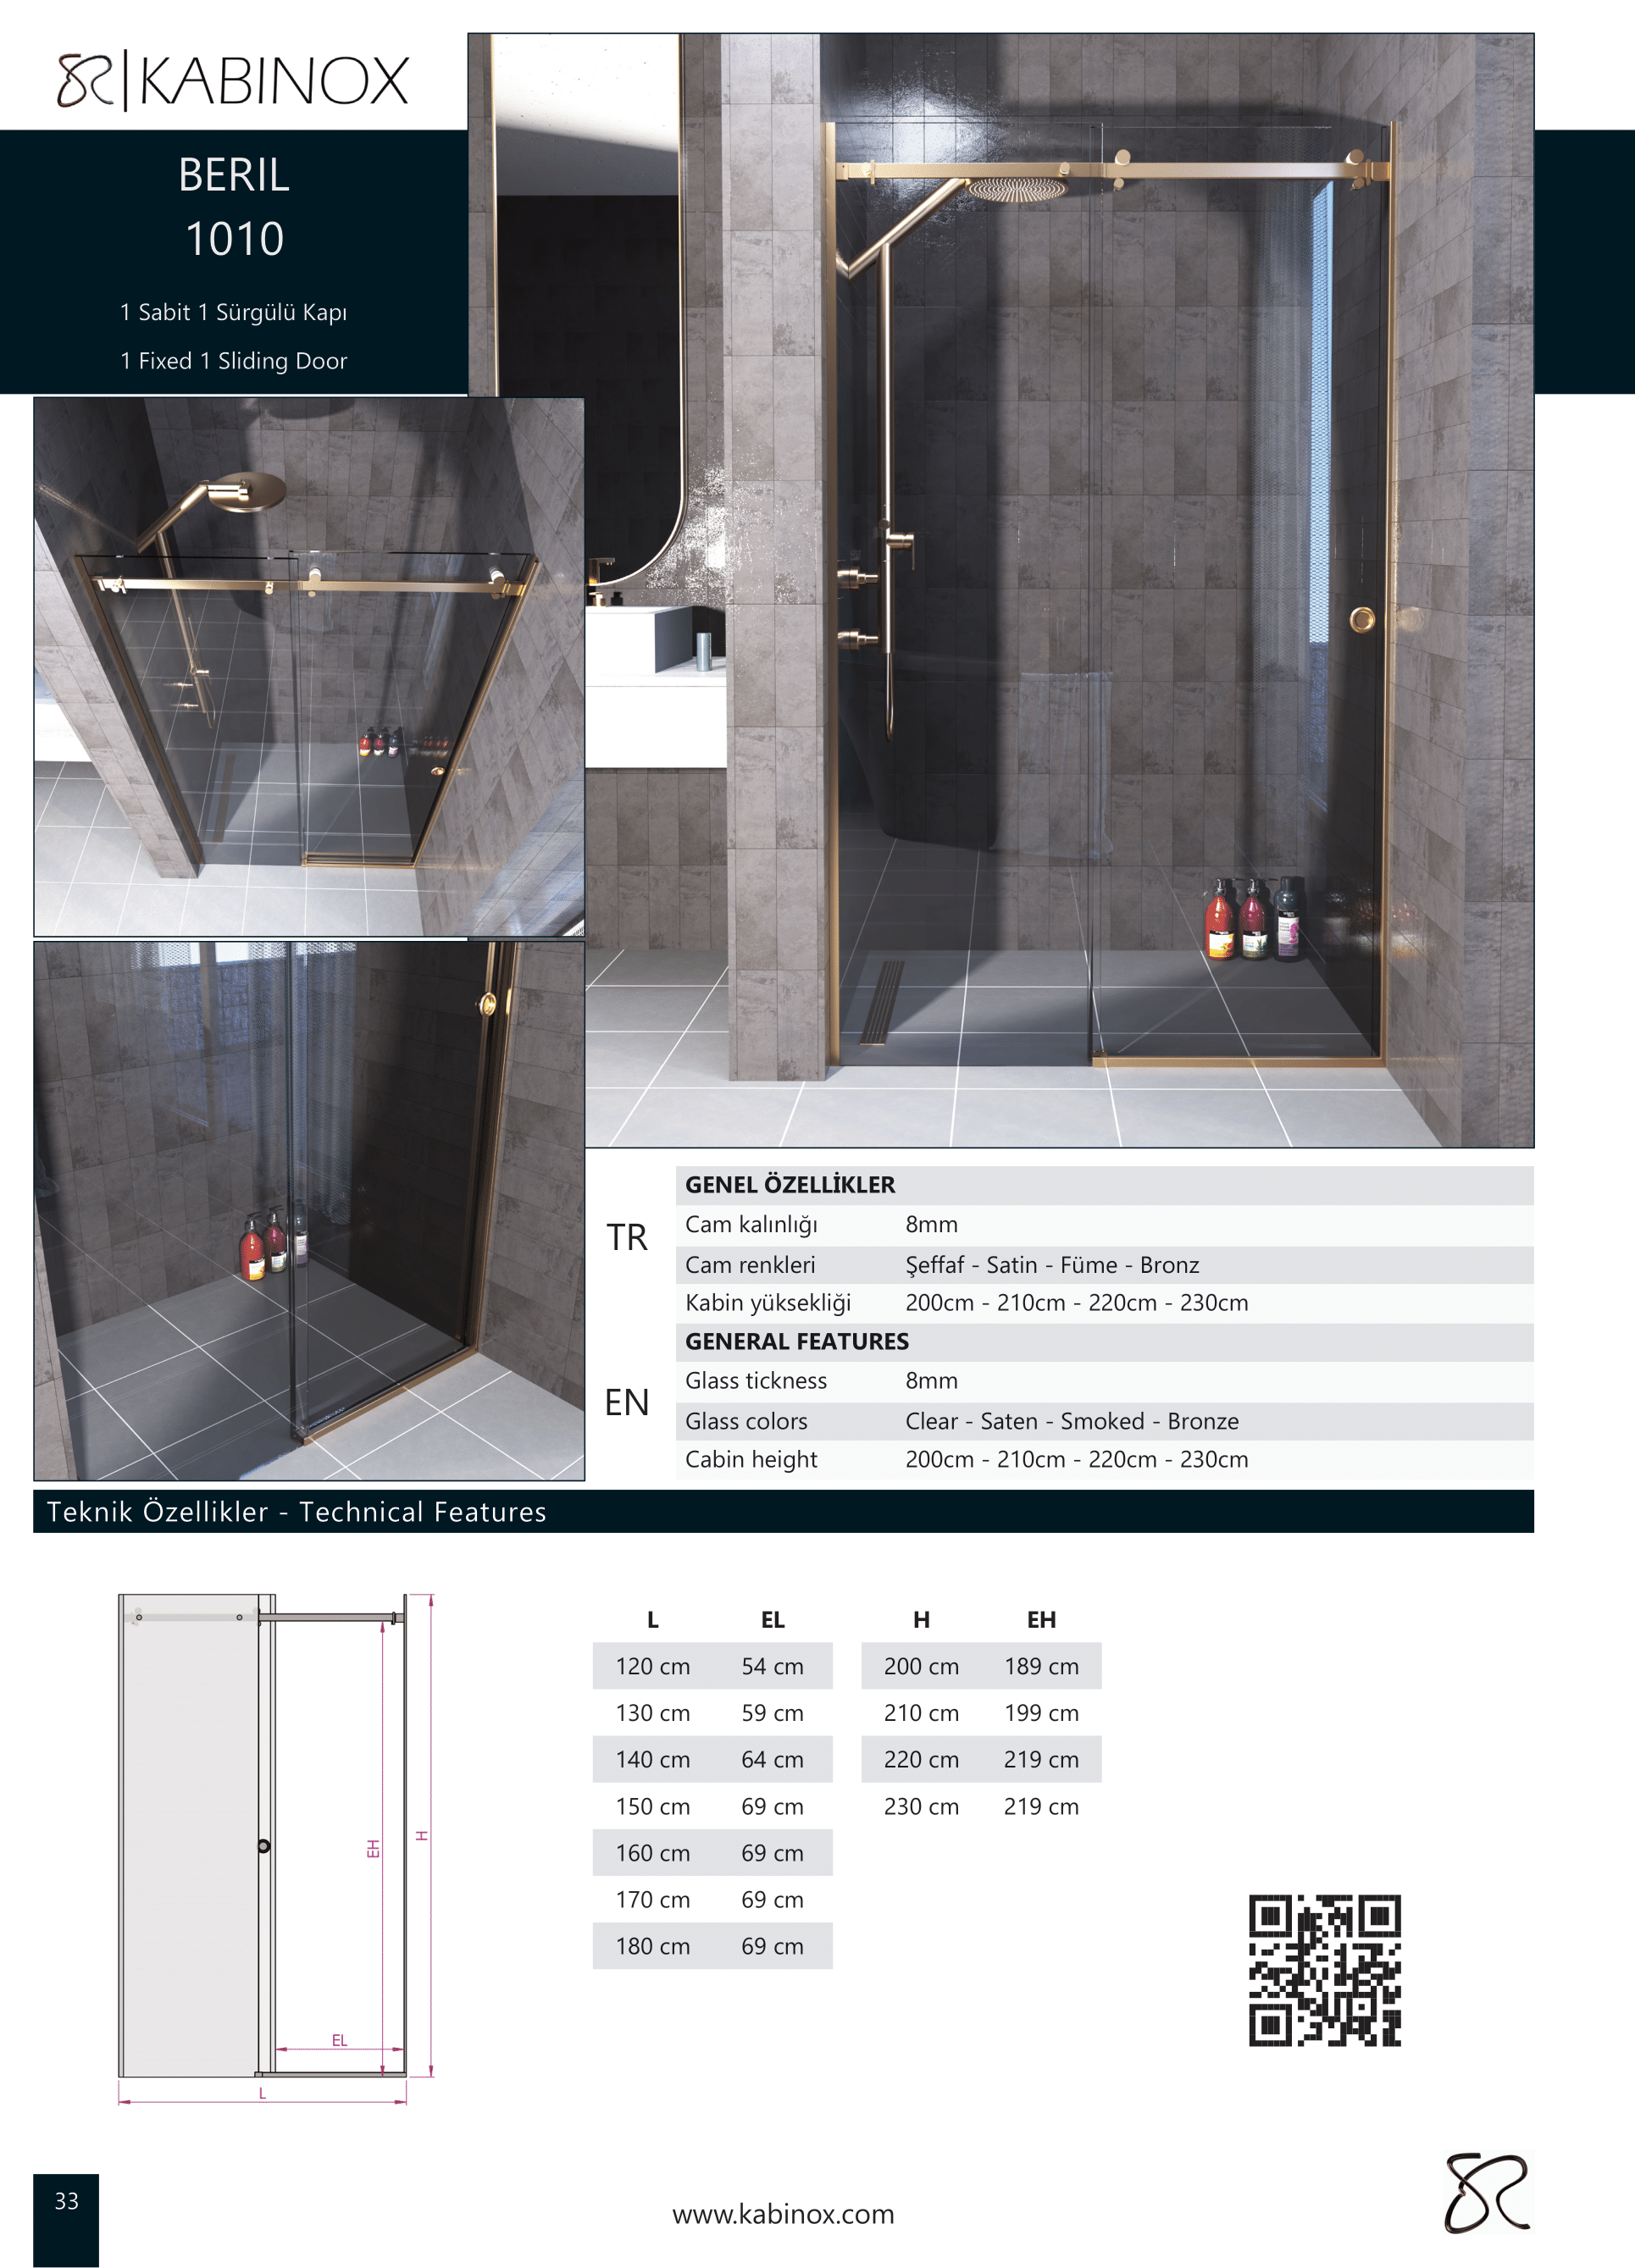 KABINOX
BERIL
1010
1 Sabit 1 Sürgülü Kapı
1 Fixed 1 Sliding Door
TR
GENEL ÖZELLİKLER
Cam kalınlığı 8mm
Cam renkleri Şeffaf - Satin - Füme - Bronz
Kabin yüksekliği 200cm - 210cm - 220cm - 230cm
EN
GENERAL FEATURES
Glass tickness 8mm
Glass colors Clear - Saten - Smoked - Bronze
Cabin height 200cm - 210cm - 220cm - 230cm
Teknik Özellikler - Technical Features
EH
H
EL
L
L EL H EH
120 cm 54 cm 200 cm 189 cm
130 cm 59 cm 210 cm 199 cm
140 cm 64 cm 220 cm 219 cm
150 cm 69 cm 230 cm 219 cm
160 cm 69 cm
170 cm 69 cm
180 cm 69 cm
33
www.kabinox.com